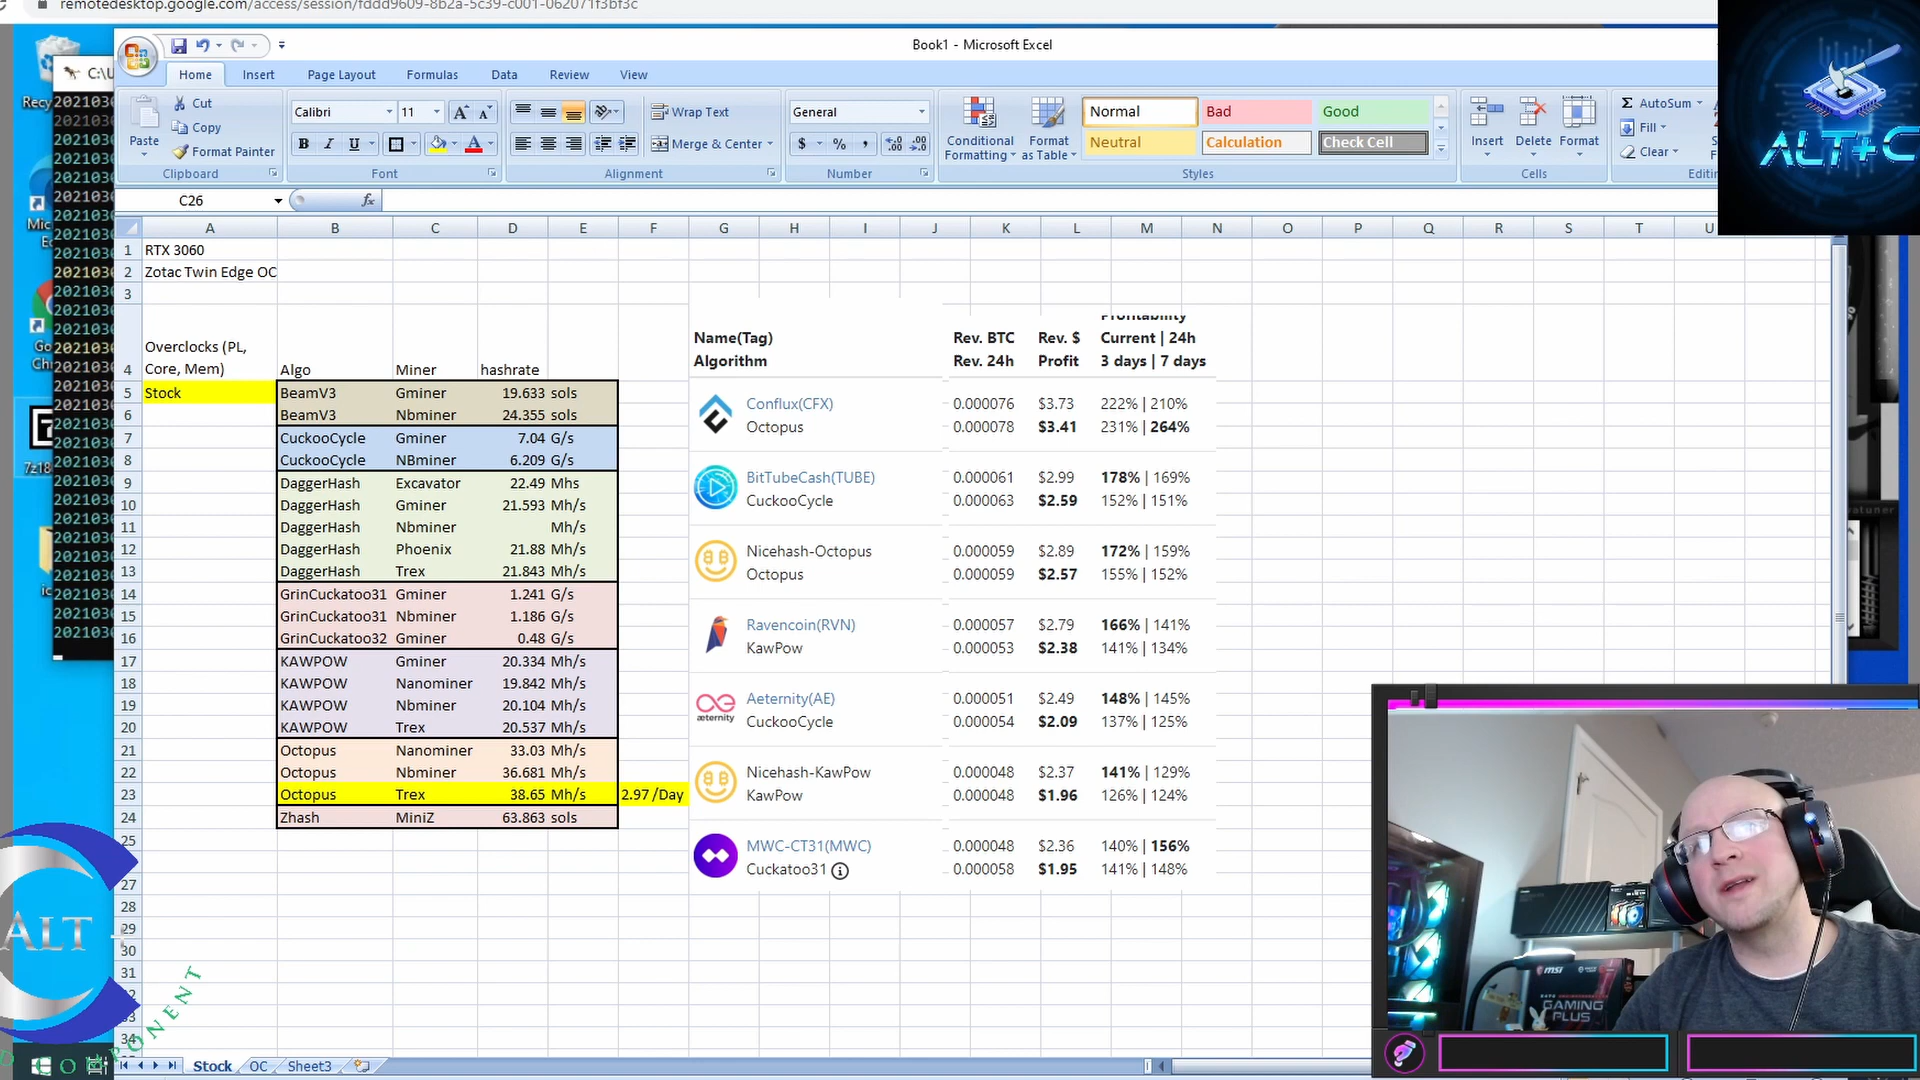 remotedesktop.google.com/access/session/fddd9609-8b2a-5c39-c001-062071f3bf3c
Book1 - Microsoft Excel
Home Insert Page Layout Formulas Data Review View
Cut
Copy
Format Painter
Paste
Clipboard
Calibri 11
B I U
Font
Wrap Text
Merge & Center
Alignment
General
$ % ,
Number
Conditional Formatting
Format as Table
Normal Bad Good
Neutral Calculation Check Cell
Styles
Insert Delete Format
Cells
Σ AutoSum
Fill
Clear
ALT+C
C26
fx
A B C D E F G H I J K L M N O P Q R S T U
1 RTX 3060
2 Zotac Twin Edge OC
3
4 Overclocks (PL, Core, Mem) Algo Miner hashrate
5 Stock BeamV3 Gminer 19.633 sols
6 BeamV3 Nbminer 24.355 sols
7 CuckooCycle Gminer 7.04 G/s
8 CuckooCycle NBminer 6.209 G/s
9 DaggerHash Excavator 22.49 Mhs
10 DaggerHash Gminer 21.593 Mh/s
11 DaggerHash Nbminer Mh/s
12 DaggerHash Phoenix 21.88 Mh/s
13 DaggerHash Trex 21.843 Mh/s
14 GrinCuckatoo31 Gminer 1.241 G/s
15 GrinCuckatoo31 Nbminer 1.186 G/s
16 GrinCuckatoo32 Gminer 0.48 G/s
17 KAWPOW Gminer 20.334 Mh/s
18 KAWPOW Nanominer 19.842 Mh/s
19 KAWPOW Nbminer 20.104 Mh/s
20 KAWPOW Trex 20.537 Mh/s
21 Octopus Nanominer 33.03 Mh/s
22 Octopus Nbminer 36.681 Mh/s
23 Octopus Trex 38.65 Mh/s 2.97 /Day
24 Zhash MiniZ 63.863 sols
25
27
28
29
30
31
34
Profitability
Name(Tag) Rev. BTC Rev. $ Current | 24h
Algorithm Rev. 24h Profit 3 days | 7 days
Conflux(CFX) 0.000076 $3.73 222% | 210%
Octopus 0.000078 $3.41 231% | 264%
BitTubeCash(TUBE) 0.000061 $2.99 178% | 169%
CuckooCycle 0.000063 $2.59 152% | 151%
Nicehash-Octopus 0.000059 $2.89 172% | 159%
Octopus 0.000059 $2.57 155% | 152%
Ravencoin(RVN) 0.000057 $2.79 166% | 141%
KawPow 0.000053 $2.38 141% | 134%
Aeternity(AE) 0.000051 $2.49 148% | 145%
æternity CuckooCycle 0.000054 $2.09 137% | 125%
Nicehash-KawPow 0.000048 $2.37 141% | 129%
KawPow 0.000048 $1.96 126% | 124%
MWC-CT31(MWC) 0.000048 $2.36 140% | 156%
Cuckatoo31 0.000058 $1.95 141% | 148%
Stock OC Sheet3
ALT
msi
GAMING
PLUS